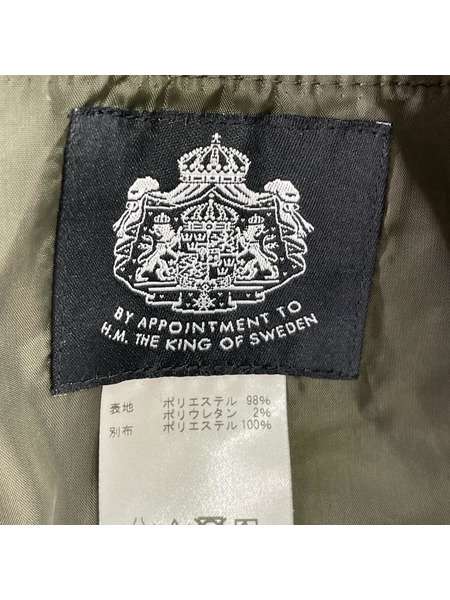 BY APPOINTMENT TO
H.M. THE KING OF SWEDEN
表地 ポリエステル 98%
ポリウレタン 2%
別布 ポリエステル 100%